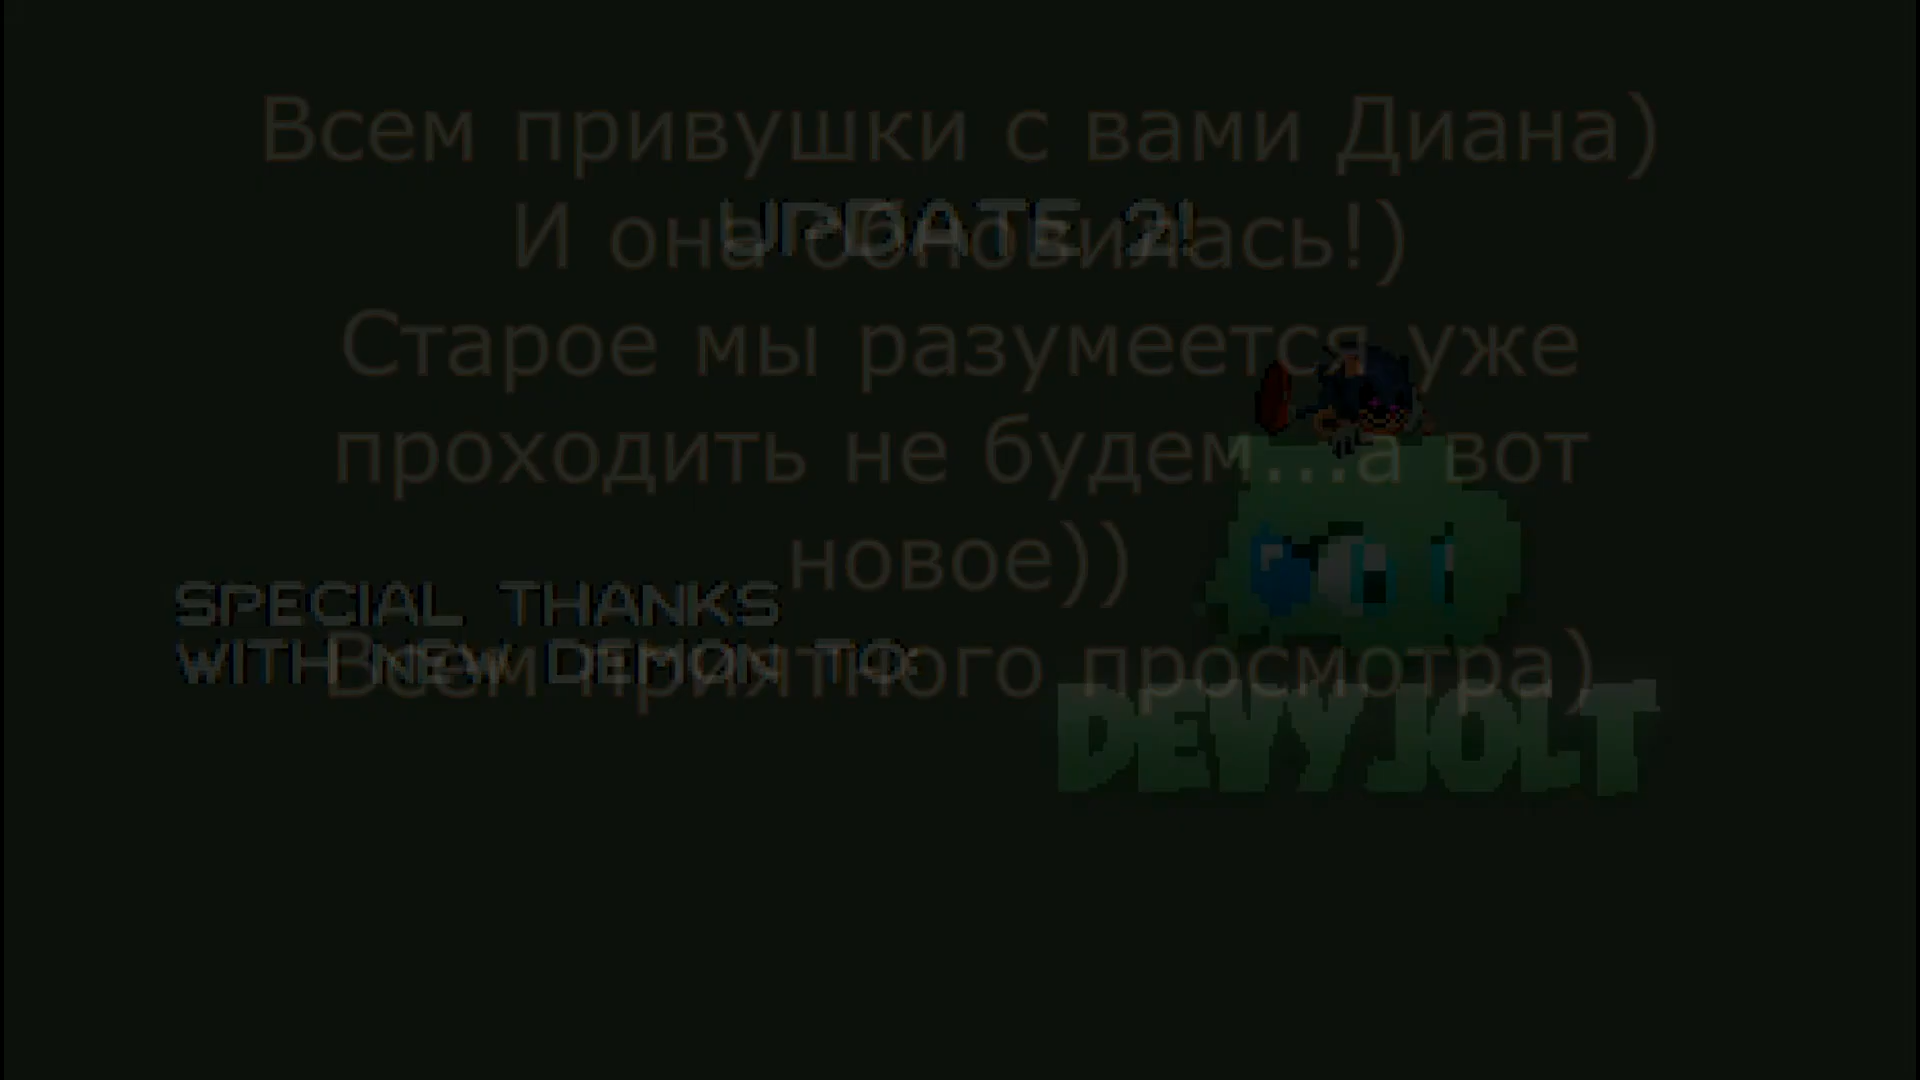 Всем привушки с вами Диана)
UPDATE 2!
И она обновилась!)
Старое мы разумеется уже
проходить не будем...а вот
новое))
SPECIAL THANKS
WITH NEW DEMON TO:
Всем приятного просмотра)
DEVYJOLT